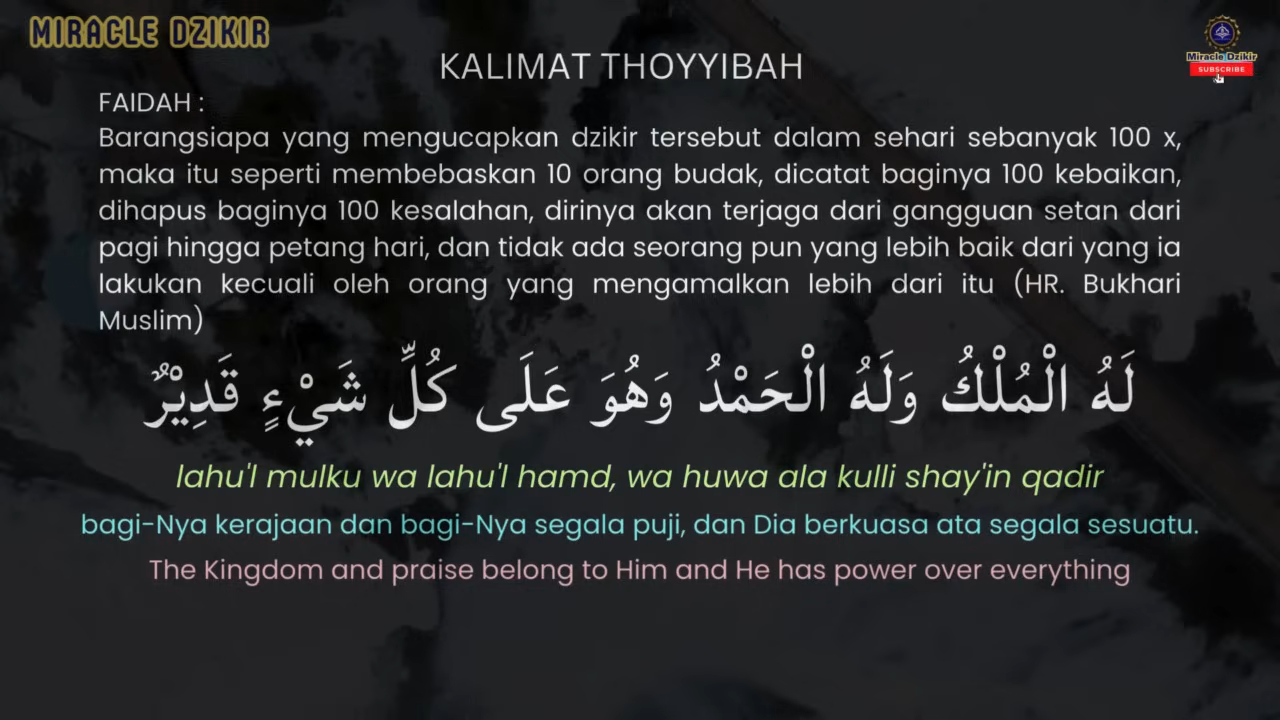 MIRACLE DZIKIR
Miracle Dzikir
SUBSCRIBE
KALIMAT THOYYIBAH
FAIDAH :
Barangsiapa yang mengucapkan dzikir tersebut dalam sehari sebanyak 100 x,
maka itu seperti membebaskan 10 orang budak, dicatat baginya 100 kebaikan,
dihapus baginya 100 kesalahan, dirinya akan terjaga dari gangguan setan dari
pagi hingga petang hari, dan tidak ada seorang pun yang lebih baik dari yang ia
lakukan kecuali oleh orang yang mengamalkan lebih dari itu (HR. Bukhari
Muslim)
لَهُ الْمُلْكُ وَلَهُ الْحَمْدُ وَهُوَ عَلَى كُلِّ شَيْءٍ قَدِيْرٌ
lahu'l mulku wa lahu'l hamd, wa huwa ala kulli shay'in qadir
bagi-Nya kerajaan dan bagi-Nya segala puji, dan Dia berkuasa ata segala sesuatu.
The Kingdom and praise belong to Him and He has power over everything